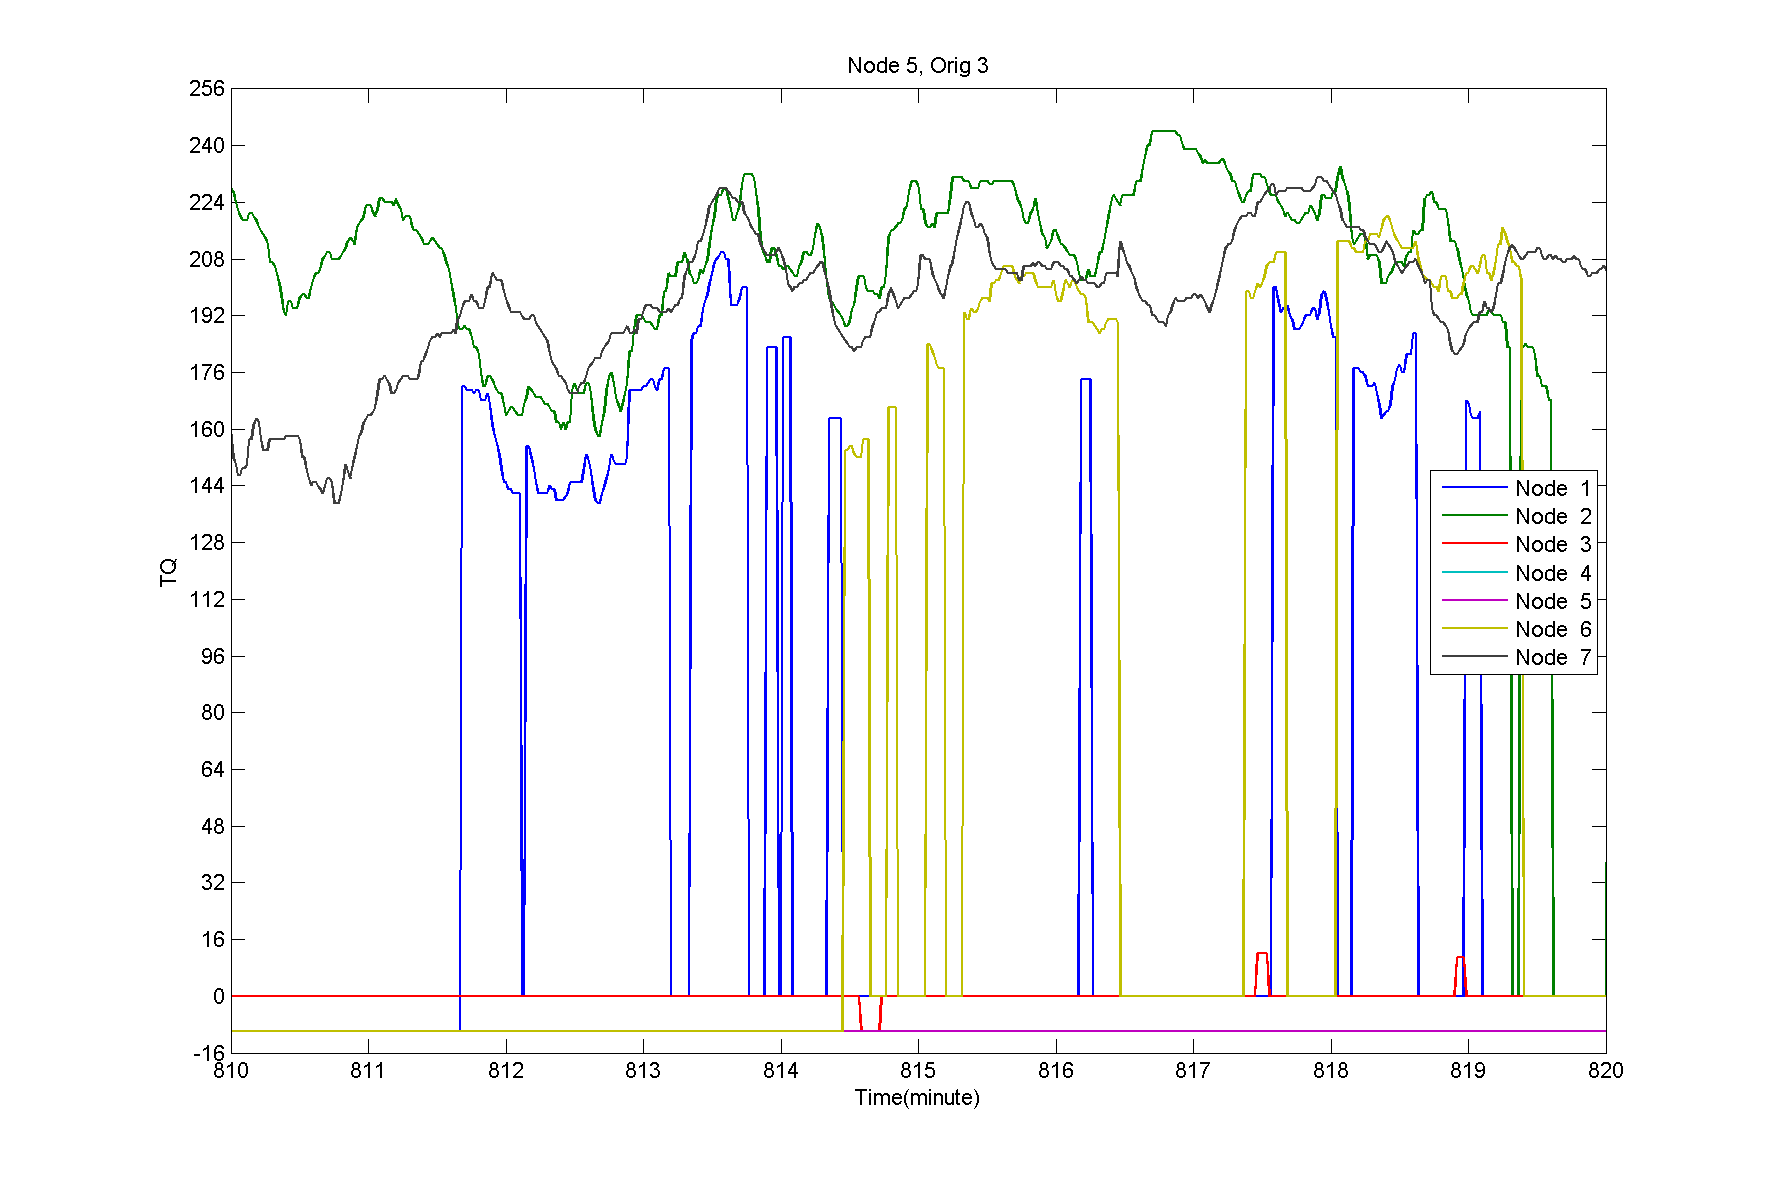 Node 5, Orig 3
256
240
224
208
192
176
160
144
128
112
96
80
64
48
32
16
0
-16
TQ
810 811 812 813 814 815 816 817 818 819 820
Time(minute)
Node 1
Node 2
Node 3
Node 4
Node 5
Node 6
Node 7